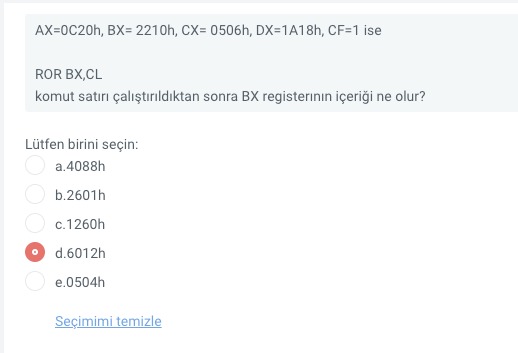 AX=0C20h, BX= 2210h, CX= 0506h, DX=1A18h, CF=1 ise
ROR BX,CL
komut satırı çalıştırıldıktan sonra BX registerının içeriği ne olur?
Lütfen birini seçin:
a.4088h
b.2601h
c.1260h
d.6012h
e.0504h
Seçimimi temizle